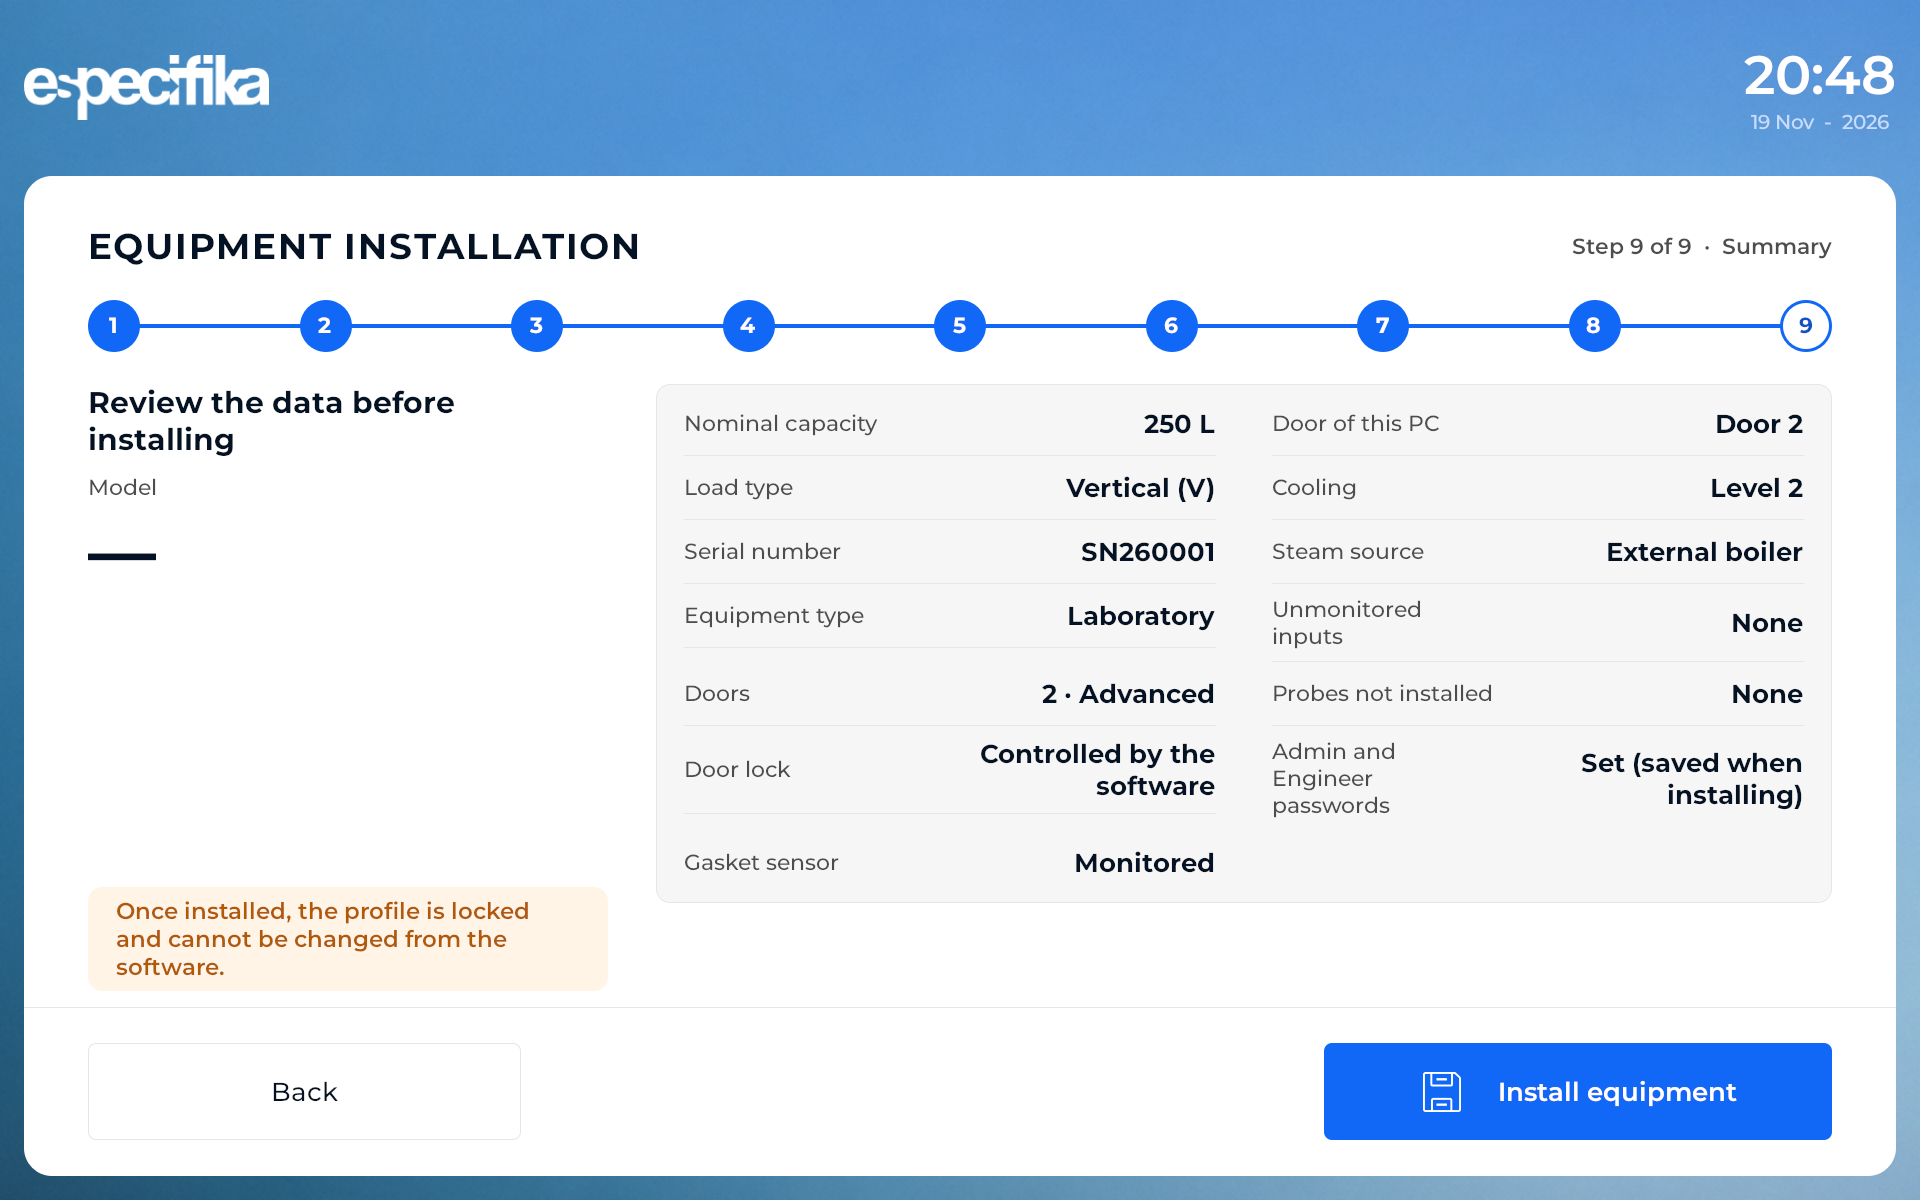 especifika
20:48
19 Nov - 2026
EQUIPMENT INSTALLATION
Step 9 of 9 · Summary
1 2 3 4 5 6 7 8 9
Review the data before
installing
Model
—
Once installed, the profile is locked
and cannot be changed from the
software.
Nominal capacity 250 L
Load type Vertical (V)
Serial number SN260001
Equipment type Laboratory
Doors 2 · Advanced
Door lock Controlled by the
software
Gasket sensor Monitored
Door of this PC Door 2
Cooling Level 2
Steam source External boiler
Unmonitored
inputs None
Probes not installed None
Admin and
Engineer
passwords
Set (saved when
installing)
Back
Install equipment